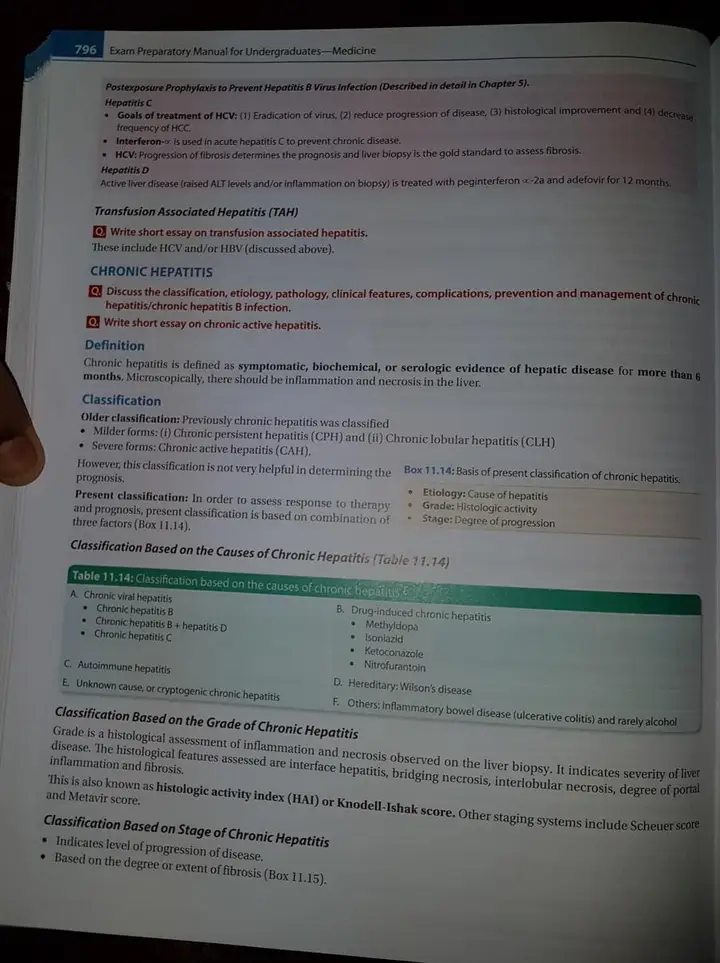 796 Exam Preparatory Manual for Undergraduates—Medicine
Postexposure Prophylaxis to Prevent Hepatitis B Virus Infection (Described in detail in Chapter 5).
Hepatitis C
• Goals of treatment of HCV: (1) Eradication of virus, (2) reduce progression of disease, (3) histological improvement and (4) decrease
frequency of HCC.
• Interferon-∝ is used in acute hepatitis C to prevent chronic disease.
• HCV: Progression of fibrosis determines the prognosis and liver biopsy is the gold standard to assess fibrosis.
Hepatitis D
Active liver disease (raised ALT levels and/or inflammation on biopsy) is treated with peginterferon ∝-2a and adefovir for 12 months.
Transfusion Associated Hepatitis (TAH)
Q. Write short essay on transfusion associated hepatitis.
These include HCV and/or HBV (discussed above).
CHRONIC HEPATITIS
Q. Discuss the classification, etiology, pathology, clinical features, complications, prevention and management of chronic
hepatitis/chronic hepatitis B infection.
Q. Write short essay on chronic active hepatitis.
Definition
Chronic hepatitis is defined as symptomatic, biochemical, or serologic evidence of hepatic disease for more than 6
months. Microscopically, there should be inflammation and necrosis in the liver.
Classification
Older classification: Previously chronic hepatitis was classified
• Milder forms: (i) Chronic persistent hepatitis (CPH) and (ii) Chronic lobular hepatitis (CLH)
• Severe forms: Chronic active hepatitis (CAH).
However, this classification is not very helpful in determining the
prognosis.
Present classification: In order to assess response to therapy
and prognosis, present classification is based on combination of
three factors (Box 11.14).
Box 11.14: Basis of present classification of chronic hepatitis.
• Etiology: Cause of hepatitis
• Grade: Histologic activity
• Stage: Degree of progression
Classification Based on the Causes of Chronic Hepatitis (Table 11.14)
Table 11.14: Classification based on the causes of chronic hepatitis.
A. Chronic viral hepatitis
• Chronic hepatitis B
• Chronic hepatitis B + hepatitis D
• Chronic hepatitis C
B. Drug-induced chronic hepatitis
• Methyldopa
• Isoniazid
• Ketoconazole
• Nitrofurantoin
C. Autoimmune hepatitis
D. Hereditary: Wilson's disease
E. Unknown cause, or cryptogenic chronic hepatitis
F. Others: Inflammatory bowel disease (ulcerative colitis) and rarely alcohol
Classification Based on the Grade of Chronic Hepatitis
Grade is a histological assessment of inflammation and necrosis observed on the liver biopsy. It indicates severity of liver
disease. The histological features assessed are interface hepatitis, bridging necrosis, interlobular necrosis, degree of portal
inflammation and fibrosis.
This is also known as histologic activity index (HAI) or Knodell-Ishak score. Other staging systems include Scheuer score
and Metavir score.
Classification Based on Stage of Chronic Hepatitis
• Indicates level of progression of disease.
• Based on the degree or extent of fibrosis (Box 11.15).